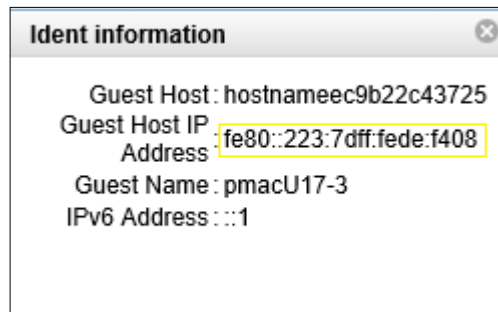 Ident information
Guest Host: hostnameec9b22c43725
Guest Host IP
Address : fe80::223:7dff:fede:f408
Guest Name : pmacU17-3
IPv6 Address : ::1